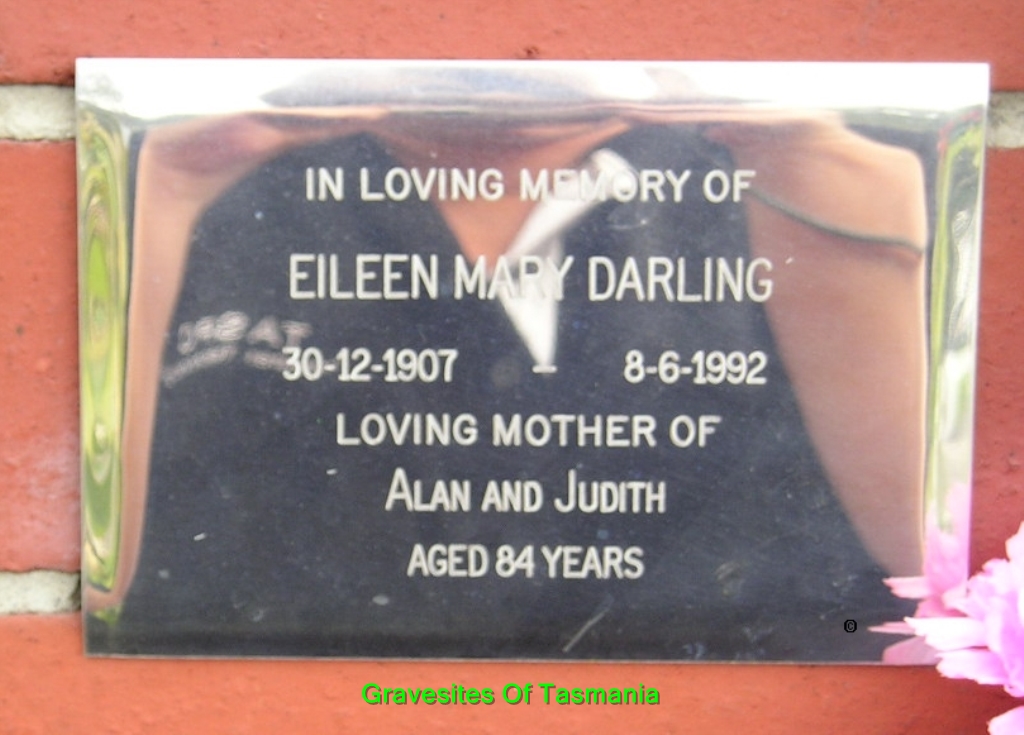 IN LOVING MEMORY OF
EILEEN MARY DARLING
30-12-1907 – 8-6-1992
LOVING MOTHER OF
ALAN AND JUDITH
AGED 84 YEARS
©
Gravesites Of Tasmania